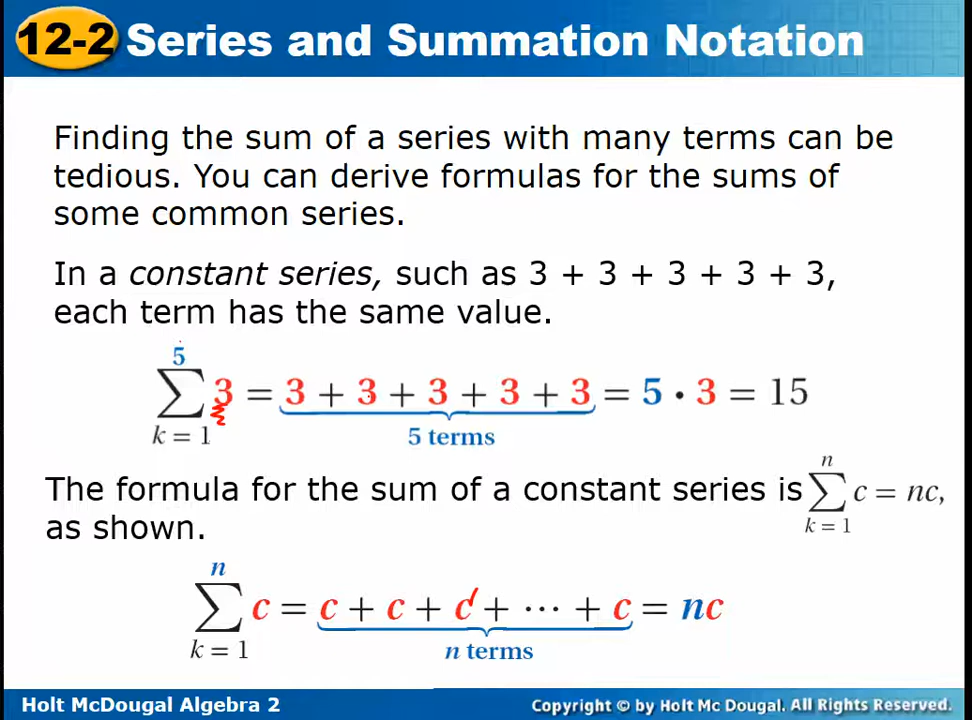 12-2 Series and Summation Notation
Finding the sum of a series with many terms can be
tedious. You can derive formulas for the sums of
some common series.
In a constant series, such as 3 + 3 + 3 + 3 + 3,
each term has the same value.
5
∑ 3 = 3 + 3 + 3 + 3 + 3 = 5 · 3 = 15
k = 1
5 terms
n
The formula for the sum of a constant series is ∑ c = nc,
k = 1
as shown.
n
∑ c = c + c + c + ⋯ + c = nc
k = 1
n terms
Holt McDougal Algebra 2
Copyright © by Holt Mc Dougal. All Rights Reserved.